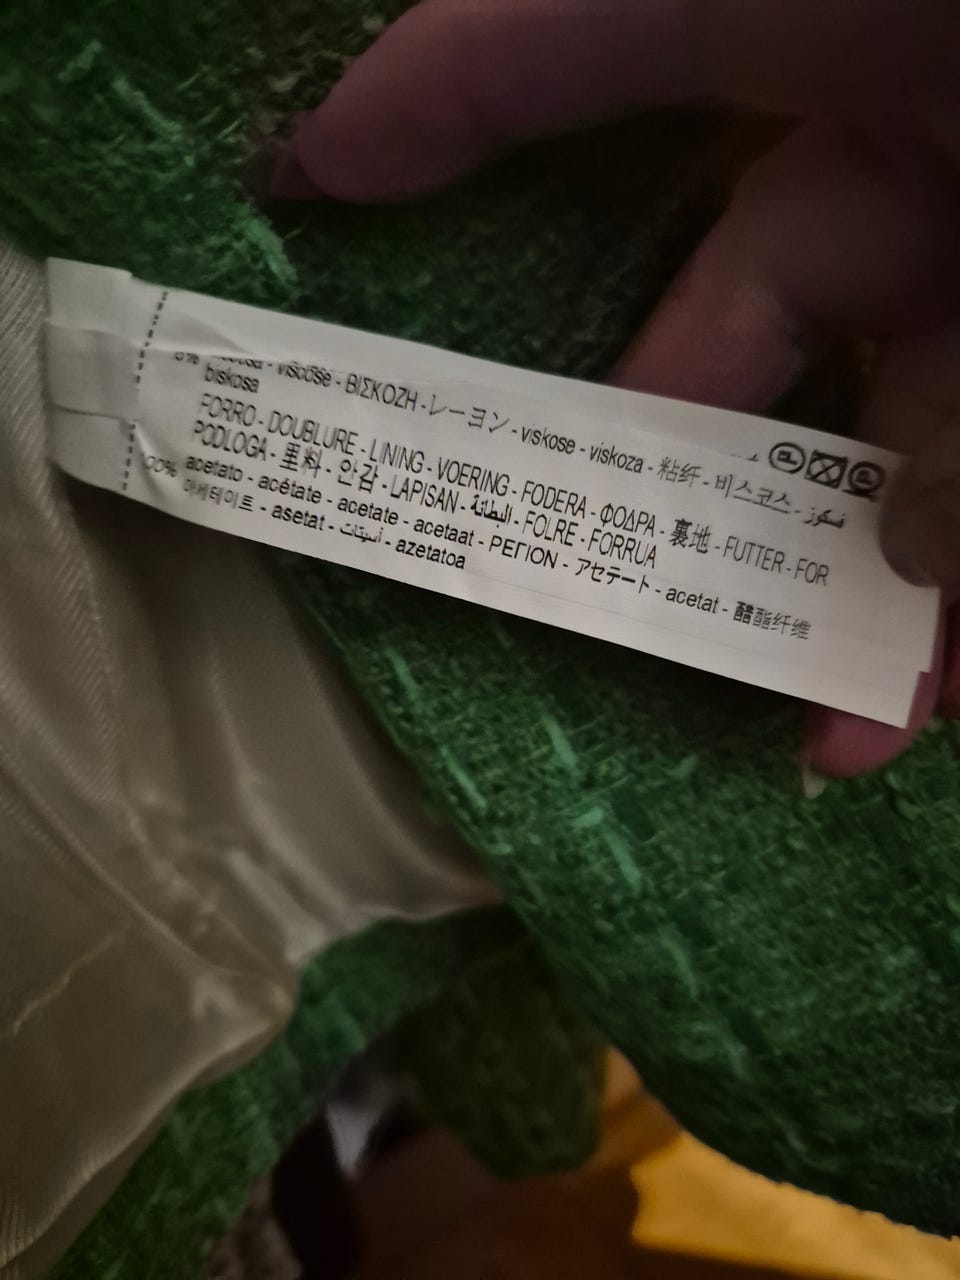 P P
viscose - ΒΙΣΚΟΖΗ - レーヨン - viskose - viskoza - 粘纤 - 비스코스 - فسكوز
biskosa
FORRO - DOUBLURE - LINING - VOERING - FODERA - ΦΟΔΡΑ - 裏地 - FUTTER - FOR
PODLOGA - 里料 - 안감 - LAPISAN - البطانة - FOLRE - FORRUA
100% acetato - acétate - acetate - acetaat - ΡΕΓΙΟΝ - アセテート - acetat - 醋酯纤维
아세테이트 - asetat - أسيتات - azetatoa